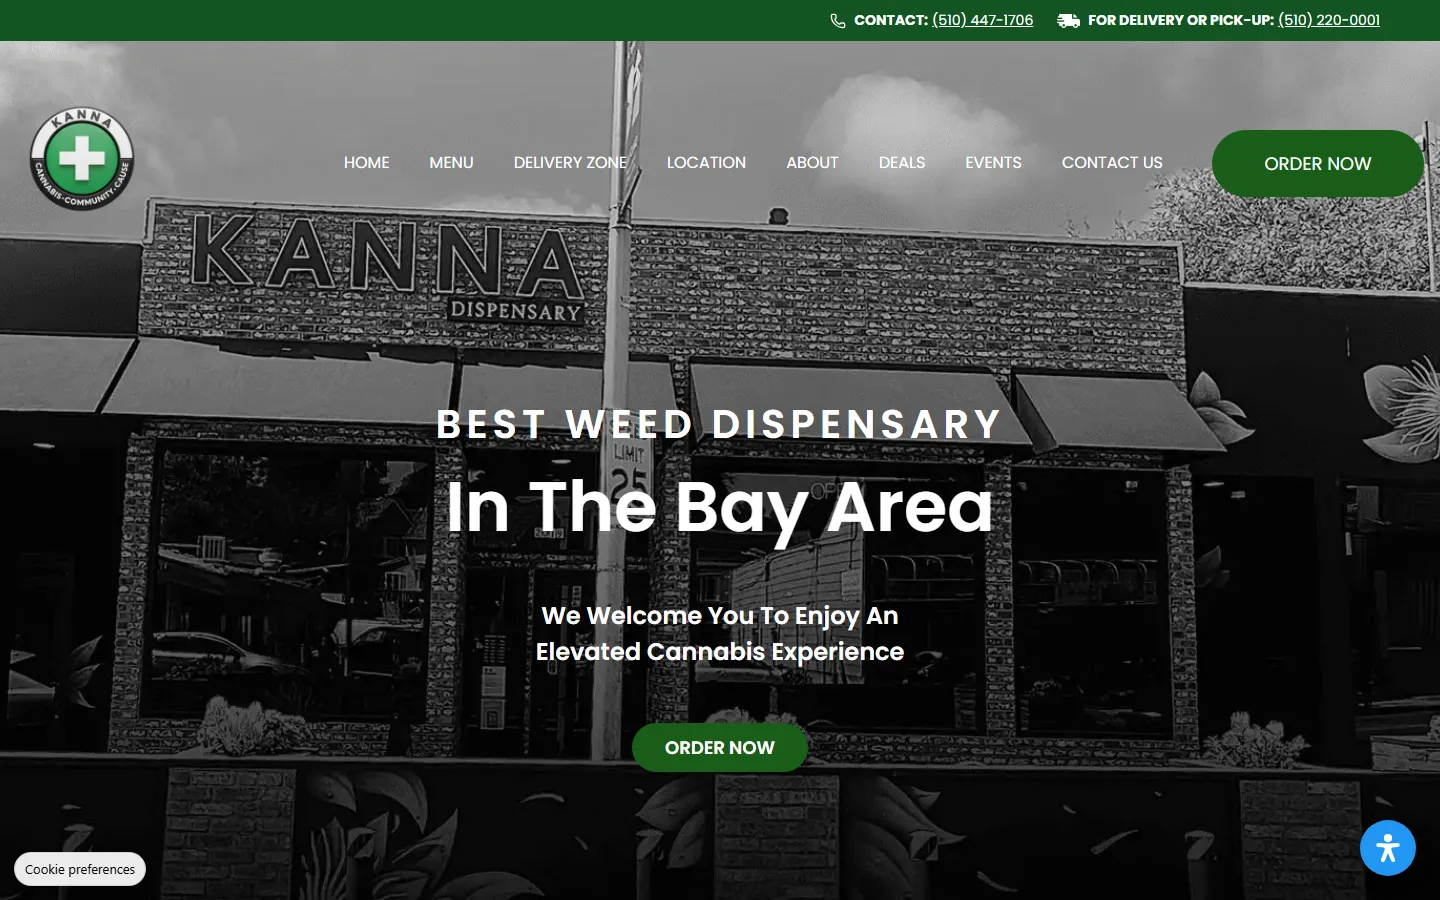 CONTACT: (510) 447-1706
FOR DELIVERY OR PICK-UP: (510) 220-0001
KANNA
CANNABIS·COMMUNITY·CAUSE
HOME
MENU
DELIVERY ZONE
LOCATION
ABOUT
DEALS
EVENTS
CONTACT US
ORDER NOW
KANNA
DISPENSARY
BEST WEED DISPENSARY
LIMIT
25
In The Bay Area
We Welcome You To Enjoy An
Elevated Cannabis Experience
ORDER NOW
Cookie preferences